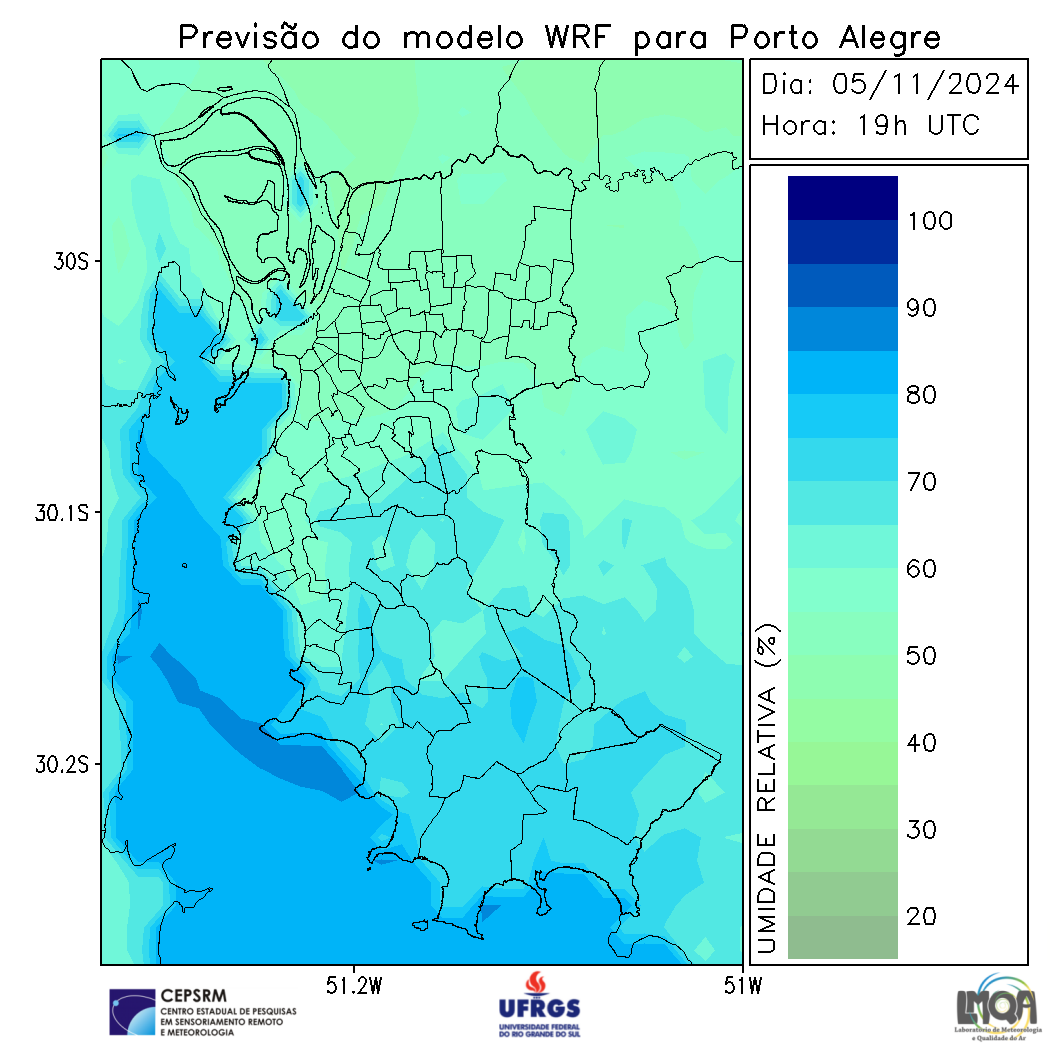 Previsão do modelo WRF para Porto Alegre
Dia: 05/11/2024
Hora: 19h UTC
30S
30.1S
30.2S
51.2W
51W
UMIDADE RELATIVA (%)
100
90
80
70
60
50
40
30
20
CEPSRM
CENTRO ESTADUAL DE PESQUISAS
EM SENSORIAMENTO REMOTO
E METEOROLOGIA
UFRGS
UNIVERSIDADE FEDERAL
DO RIO GRANDE DO SUL
LMQA
Laboratório de Meteorologia
e Qualidade do Ar